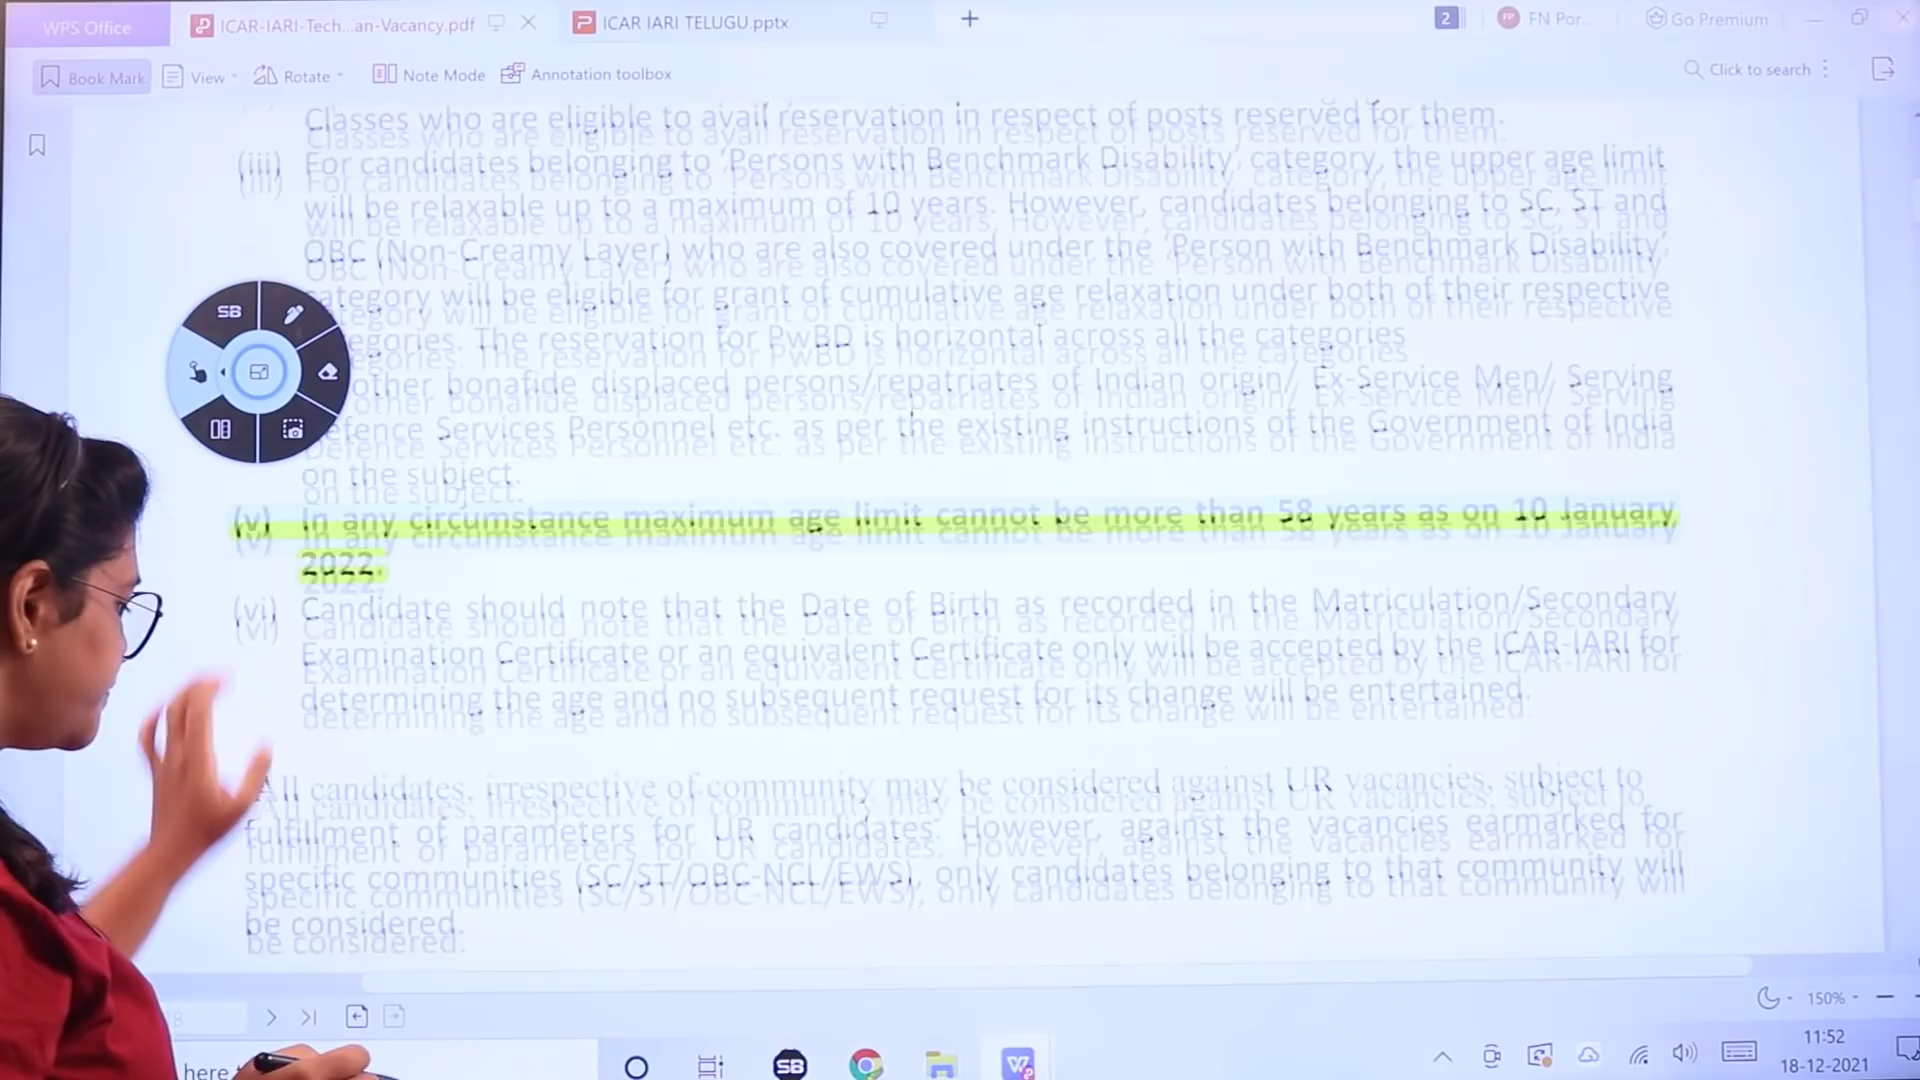 WPS Office
ICAR-IARI-Tech...an-Vacancy.pdf
ICAR IARI TELUGU.pptx
2
FN Por...
Go Premium
Book Mark
View
Rotate
Note Mode
Annotation toolbox
Click to search
Classes who are eligible to avail reservation in respect of posts reserved for them.
(iii) For candidates belonging to 'Persons with Benchmark Disability' category, the upper age limit
will be relaxable up to a maximum of 10 years. However, candidates belonging to SC, ST and
OBC (Non-Creamy Layer) who are also covered under the 'Person with Benchmark Disability'
ategory will be eligible for grant of cumulative age relaxation under both of their respective
egories. The reservation for PwBD is horizontal across all the categories
other bonafide displaced persons/repatriates of Indian origin/ Ex-Service Men/ Serving
efence Services Personnel etc. as per the existing instructions of the Government of India
on the subject.
(v) In any circumstance maximum age limit cannot be more than 58 years as on 10 January
2022.
(vi) Candidate should note that the Date of Birth as recorded in the Matriculation/Secondary
Examination Certificate or an equivalent Certificate only will be accepted by the ICAR-IARI for
determining the age and no subsequent request for its change will be entertained.
All candidates, irrespective of community may be considered against UR vacancies, subject to
fulfillment of parameters for UR candidates. However, against the vacancies earmarked for
specific communities (SC/ST/OBC-NCL/EWS), only candidates belonging to that community will
be considered.
SB
150%
here
SB
11:52
18-12-2021